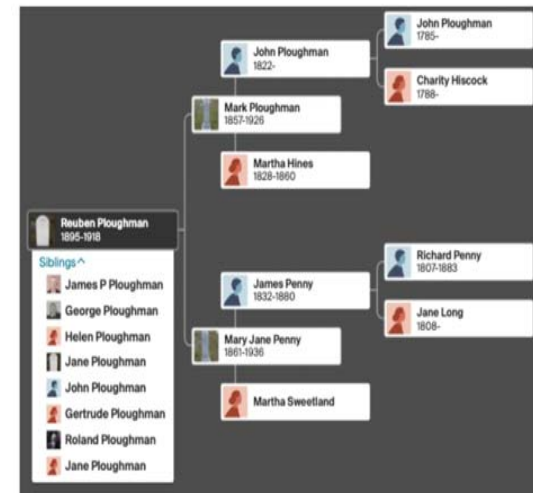 John Ploughman
1785-
John Ploughman
1822-
Charity Hiscock
1788-
Mark Ploughman
1857-1926
Martha Hines
1828-1860
Reuben Ploughman
1895-1918
Siblings^
James P Ploughman
George Ploughman
Helen Ploughman
Jane Ploughman
John Ploughman
Gertrude Ploughman
Roland Ploughman
Jane Ploughman
Richard Penny
1807-1883
James Penny
1832-1880
Jane Long
1808-
Mary Jane Penny
1861-1936
Martha Sweetland